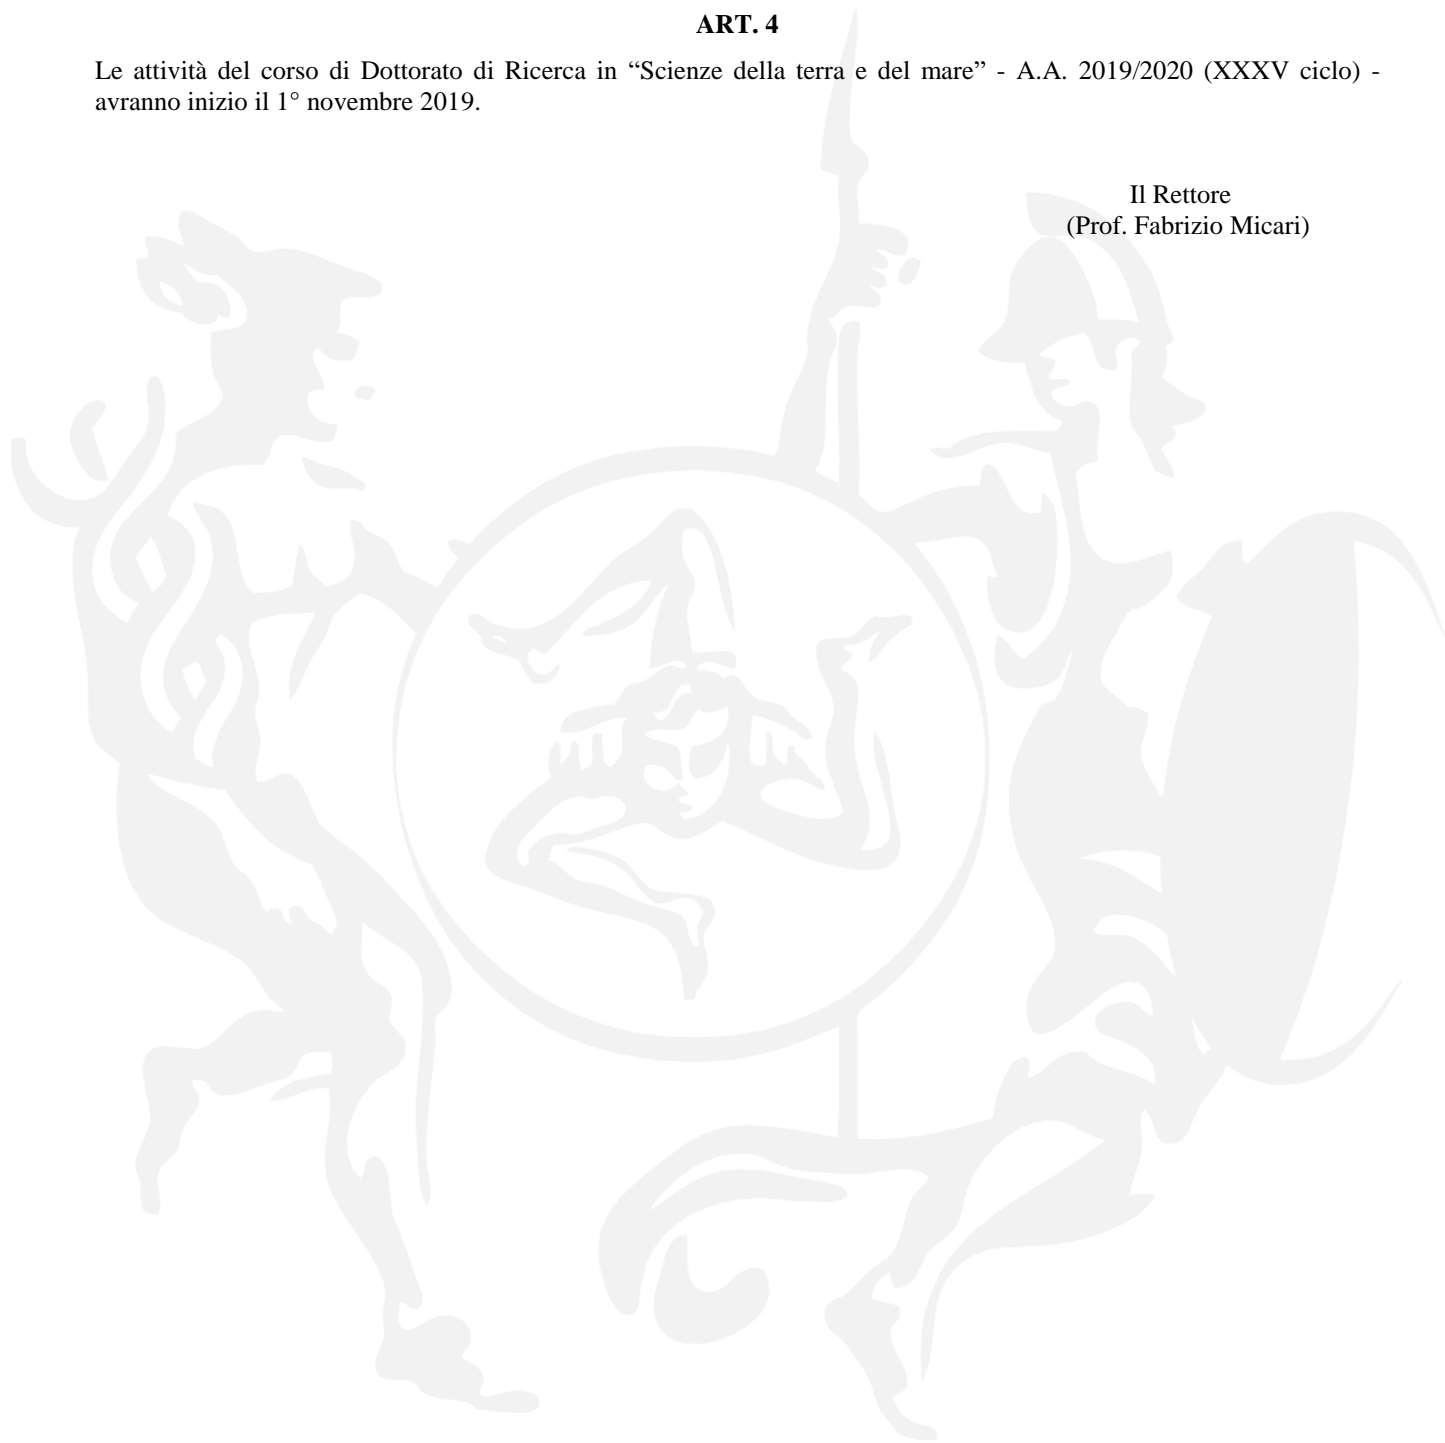 ART. 4
Le attività del corso di Dottorato di Ricerca in “Scienze della terra e del mare” - A.A. 2019/2020 (XXXV ciclo) -
avranno inizio il 1° novembre 2019.
Il Rettore
(Prof. Fabrizio Micari)